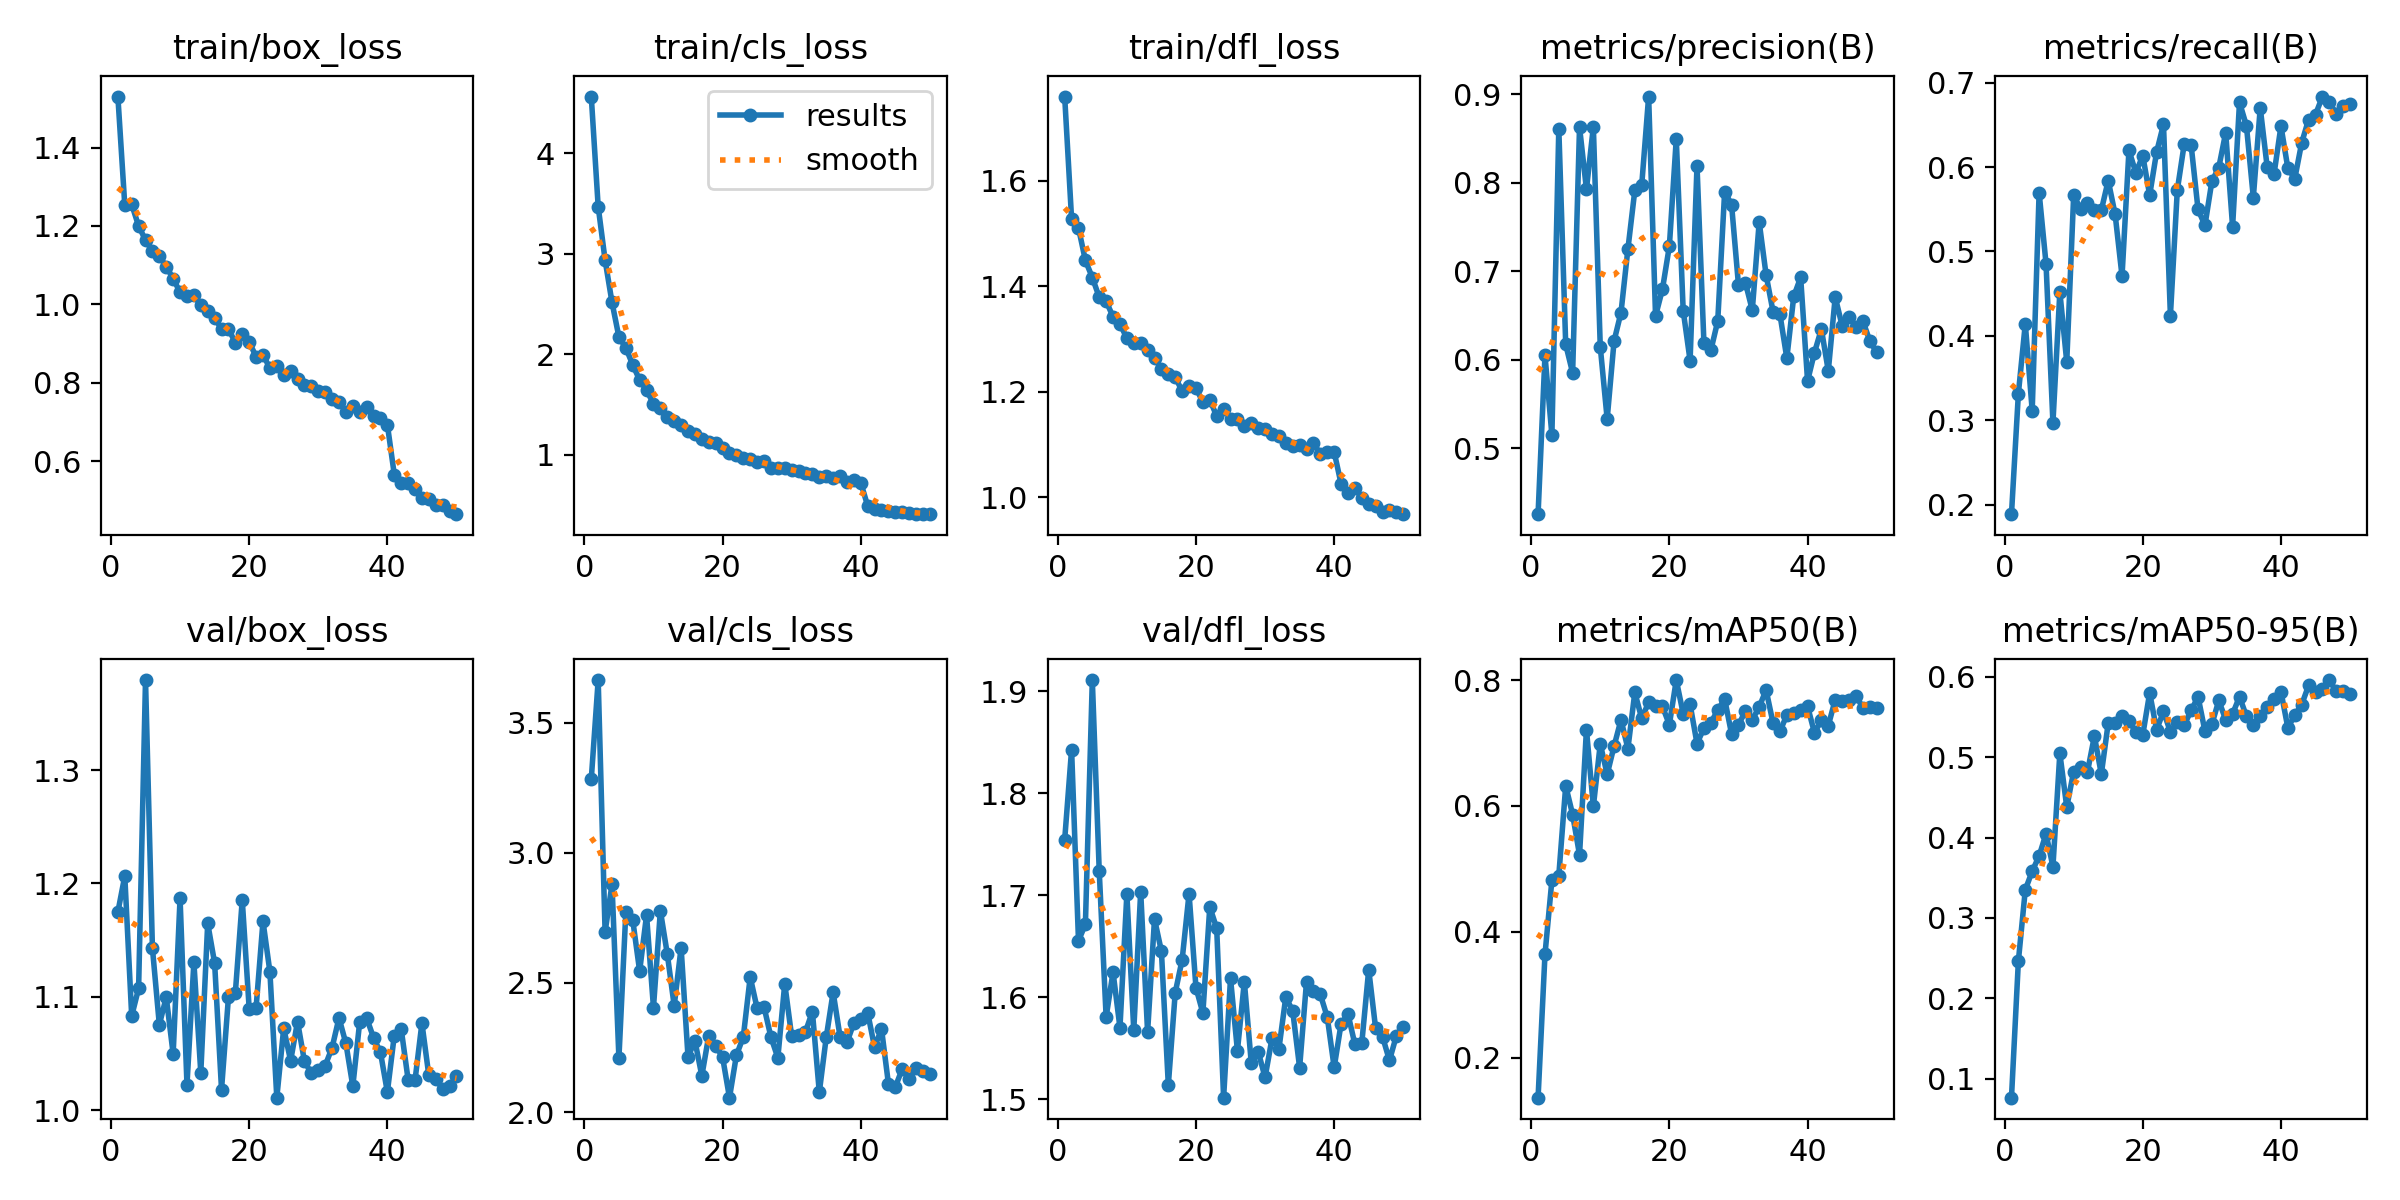 train/box_loss
1.4
1.2
1.0
0.8
0.6
0 20 40
train/cls_loss
results
smooth
4
3
2
1
0 20 40
train/dfl_loss
1.6
1.4
1.2
1.0
0 20 40
metrics/precision(B)
0.9
0.8
0.7
0.6
0.5
0 20 40
metrics/recall(B)
0.7
0.6
0.5
0.4
0.3
0.2
0 20 40
val/box_loss
1.3
1.2
1.1
1.0
0 20 40
val/cls_loss
3.5
3.0
2.5
2.0
0 20 40
val/dfl_loss
1.9
1.8
1.7
1.6
1.5
0 20 40
metrics/mAP50(B)
0.8
0.6
0.4
0.2
0 20 40
metrics/mAP50-95(B)
0.6
0.5
0.4
0.3
0.2
0.1
0 20 40